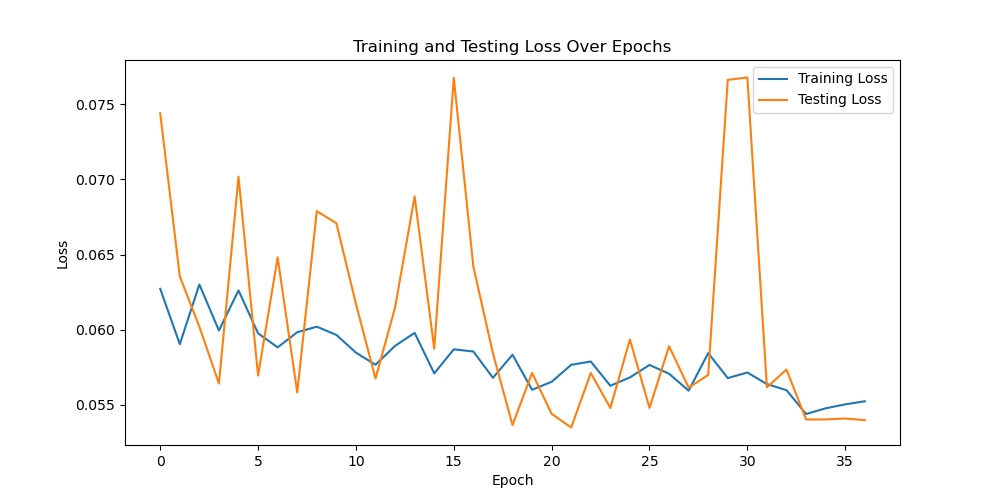 Training and Testing Loss Over Epochs
Training Loss
Testing Loss
0.075
0.070
0.065
0.060
0.055
Loss
0 5 10 15 20 25 30 35
Epoch